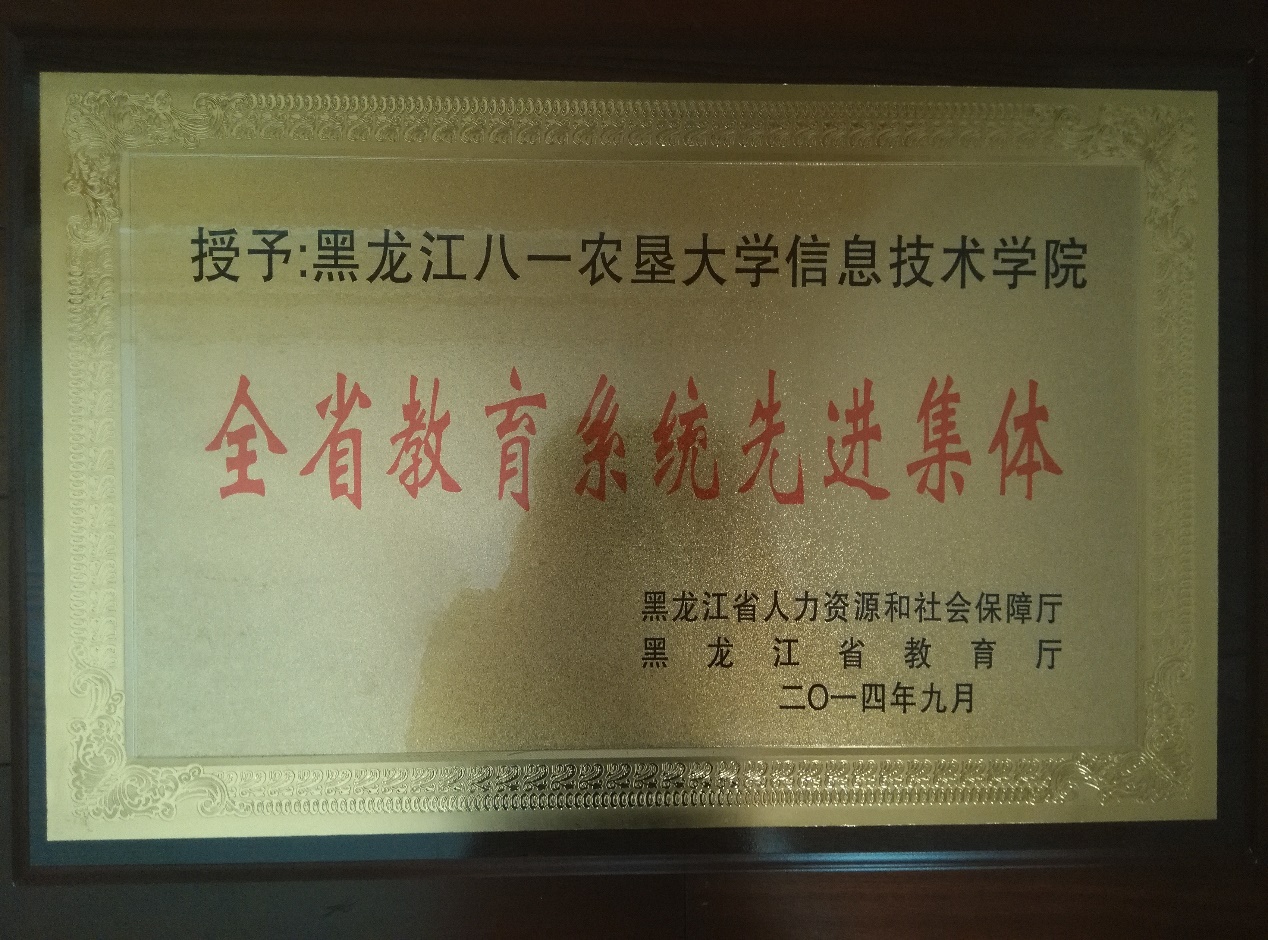 授予:黑龙江八一农垦大学信息技术学院
全省教育系统先进集体
黑龙江省人力资源和社会保障厅
黑龙江省教育厅
二〇一四年九月